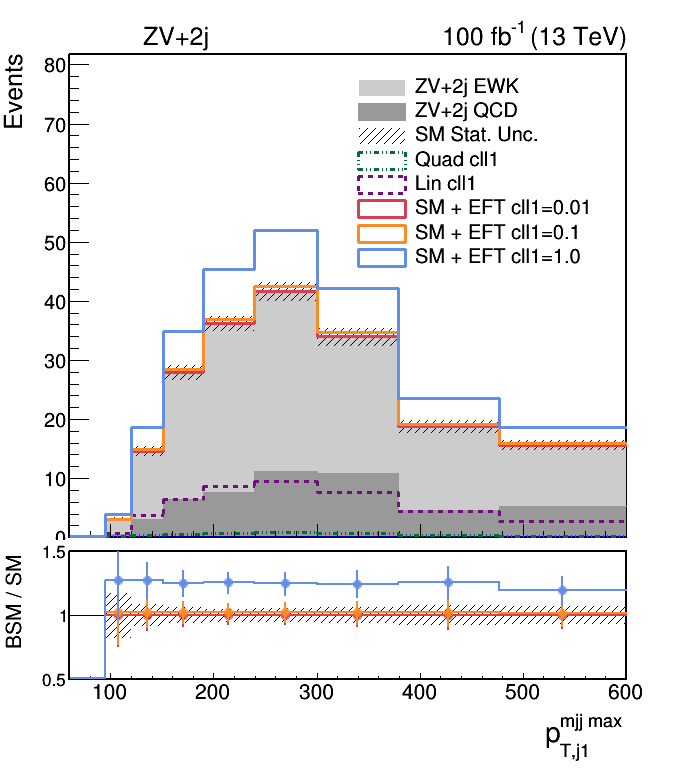 ZV+2j 100 fb⁻¹ (13 TeV)
Events
80
70
60
50
40
30
20
10
0
ZV+2j EWK
ZV+2j QCD
SM Stat. Unc.
Quad cll1
Lin cll1
SM + EFT cll1=0.01
SM + EFT cll1=0.1
SM + EFT cll1=1.0
BSM / SM
1.5
1
0.5
100 200 300 400 500 600
p_{T,j1}^{mjj max}